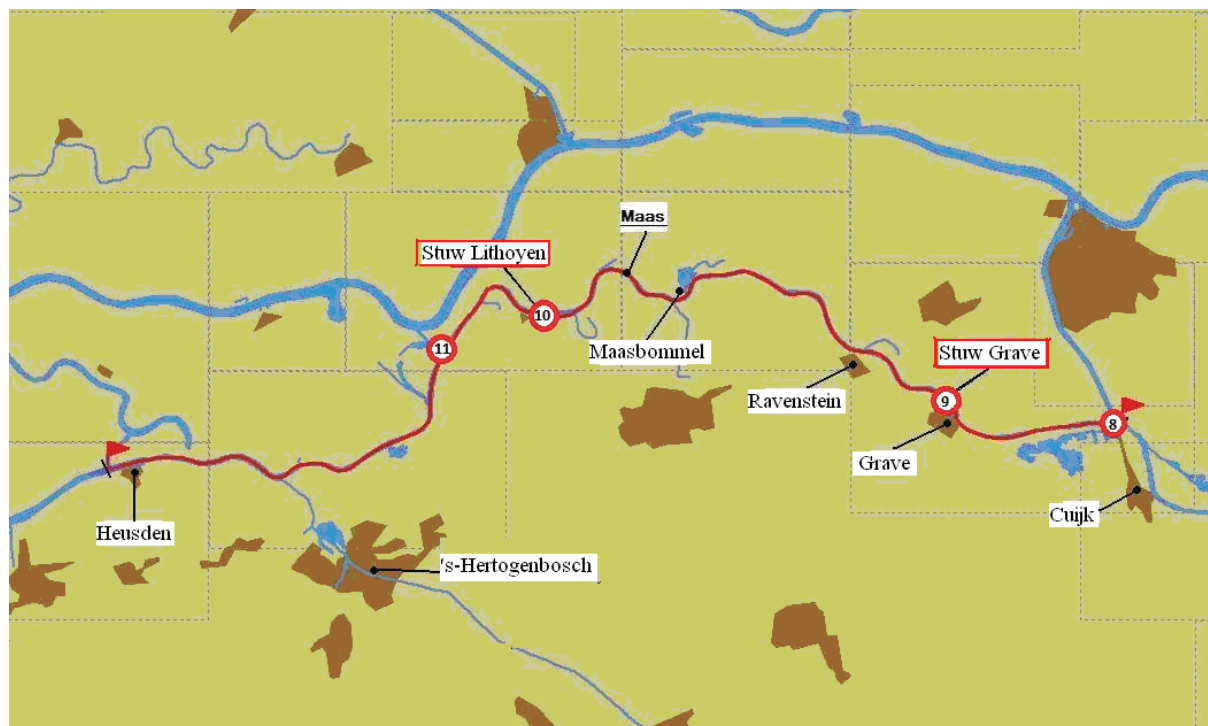 Maas
Stuw Lithoyen
10
11
Maasbommel
Stuw Grave
Ravenstein
9
8
Grave
Cuijk
Heusden
's-Hertogenbosch